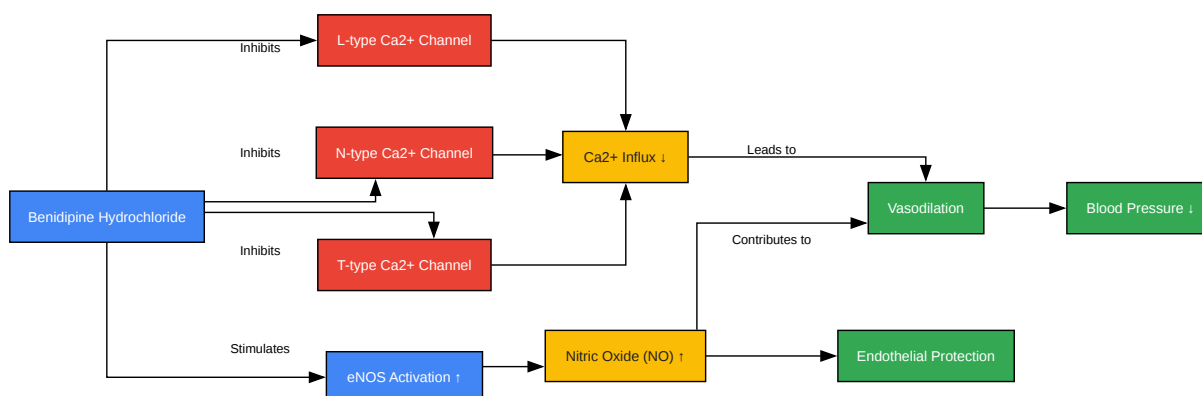 L-type Ca2+ Channel
Inhibits
N-type Ca2+ Channel
Inhibits
Ca2+ Influx ↓
Leads to
Benidipine Hydrochloride
Vasodilation
Blood Pressure ↓
Inhibits
T-type Ca2+ Channel
Contributes to
Stimulates
eNOS Activation ↑
Nitric Oxide (NO) ↑
Endothelial Protection